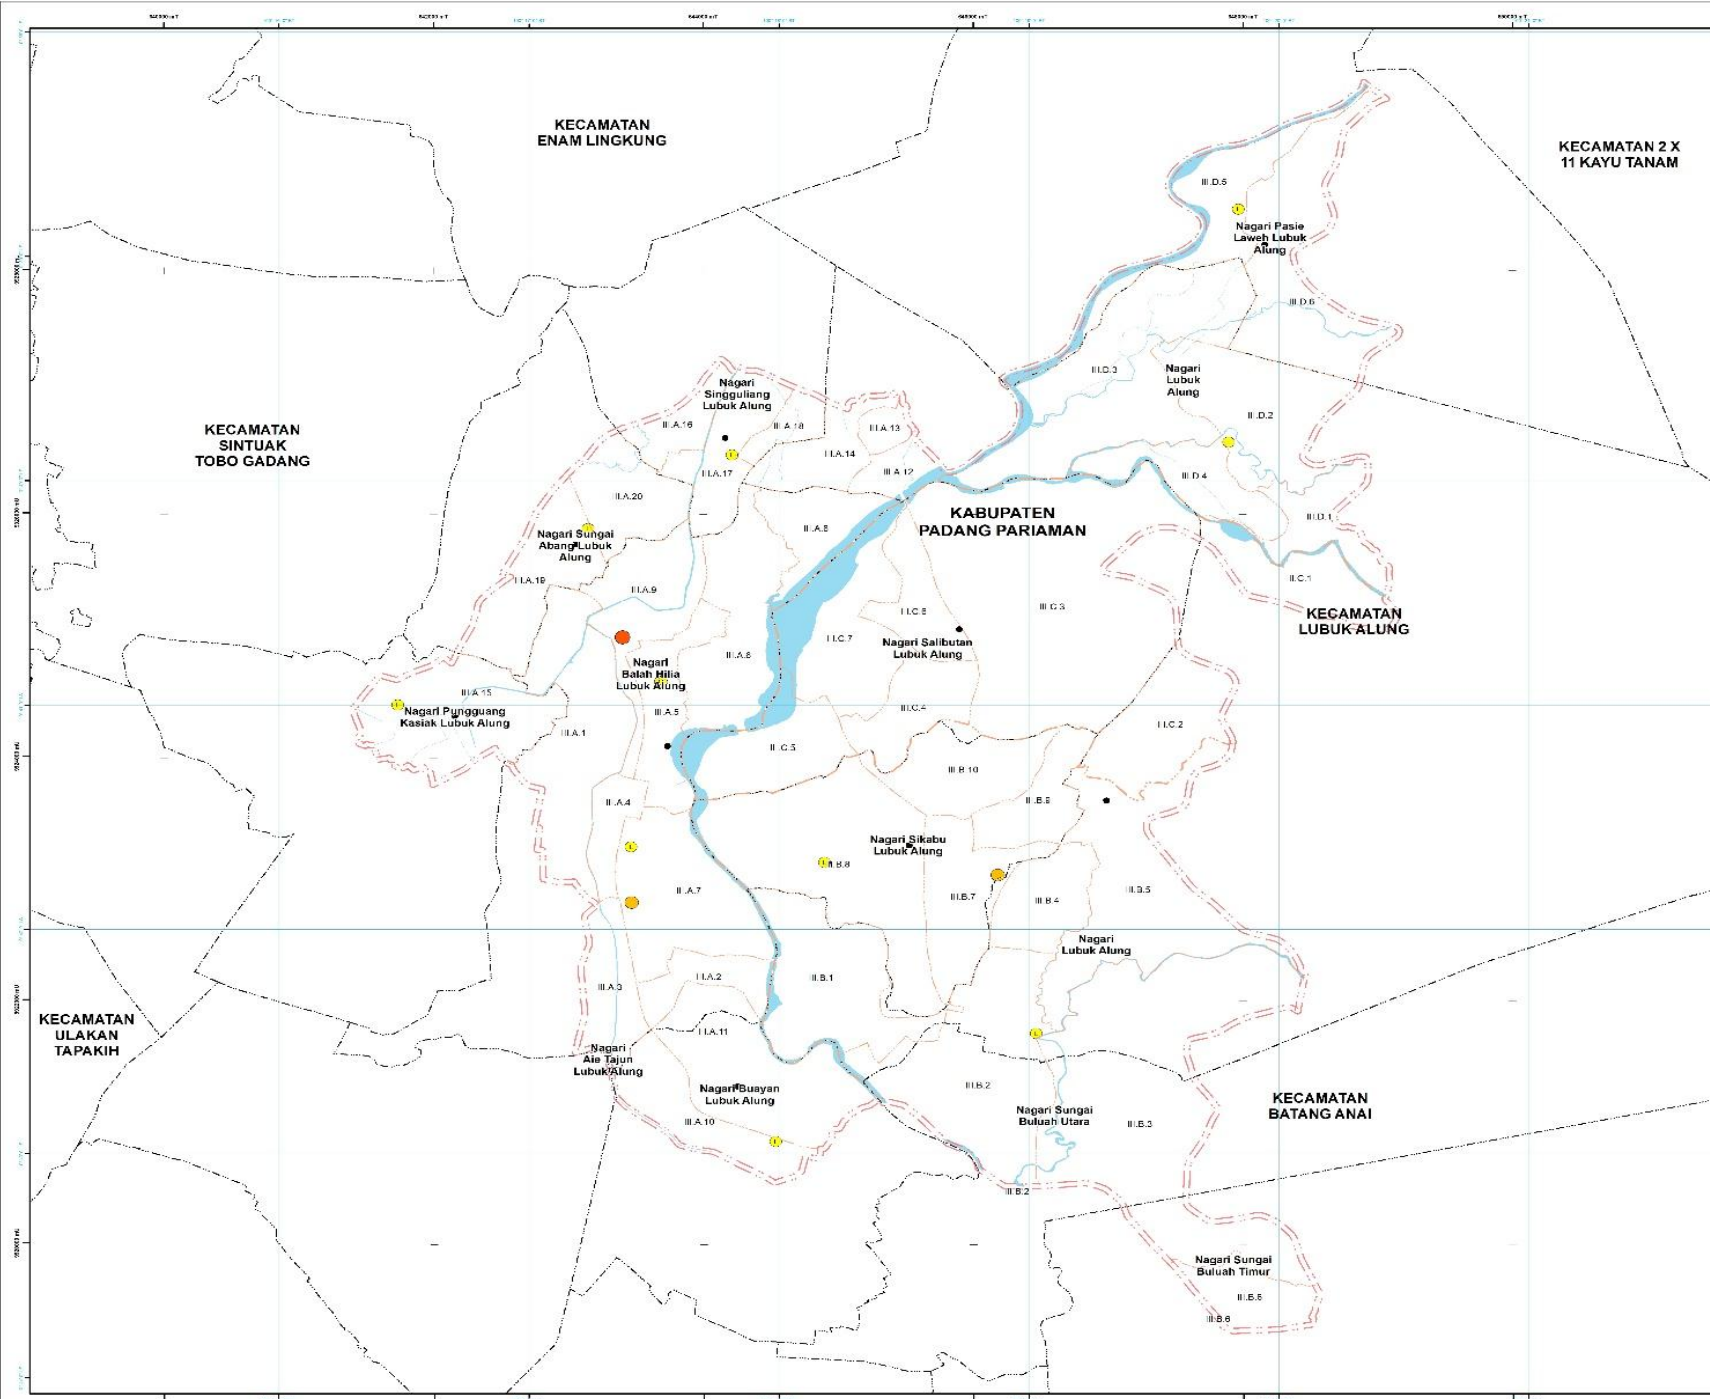 KECAMATAN
ENAM LINGKUNG
KECAMATAN 2 X
11 KAYU TANAM
III.D.5
Nagari Pasie
Laweh Lubuk
Alung
III.D.6
III.D.3
Nagari
Lubuk
Alung
III.D.2
Nagari
Singguliang
Lubuk Alung
KECAMATAN
SINTUAK
TOBO GADANG
III.A.16
III.A.18
III.A.13
III.A.14
III.A.17
III.A.12
III.D.4
III.A.20
III.D.1
KABUPATEN
PADANG PARIAMAN
III.A.8
Nagari Sungai
Abang Lubuk
Alung
III.A.19
III.A.9
III.C.1
III.C.6
III.C.3
KECAMATAN
LUBUK ALUNG
III.C.7
Nagari Salibutan
Lubuk Alung
III.A.6
Nagari
Balah Hilia
Lubuk Alung
III.A.15
III.A.5
III.C.4
Nagari Pungguang
Kasiak Lubuk Alung
III.A.1
III.C.2
III.C.5
III.B.10
III.A.4
III.B.9
Nagari Sikabu
Lubuk Alung
III.B.8
III.A.7
III.B.7
III.B.4
III.B.5
Nagari
Lubuk Alung
III.A.2
III.B.1
III.A.3
KECAMATAN
ULAKAN
TAPAKIH
III.A.11
Nagari
Aie Tajun
Lubuk Alung
Nagari Buayan
Lubuk Alung
III.B.2
KECAMATAN
BATANG ANAI
III.A.10
Nagari Sungai
Buluah Utara
III.B.3
III.B.2
Nagari Sungai
Buluah Timur
III.B.6
III.B.6